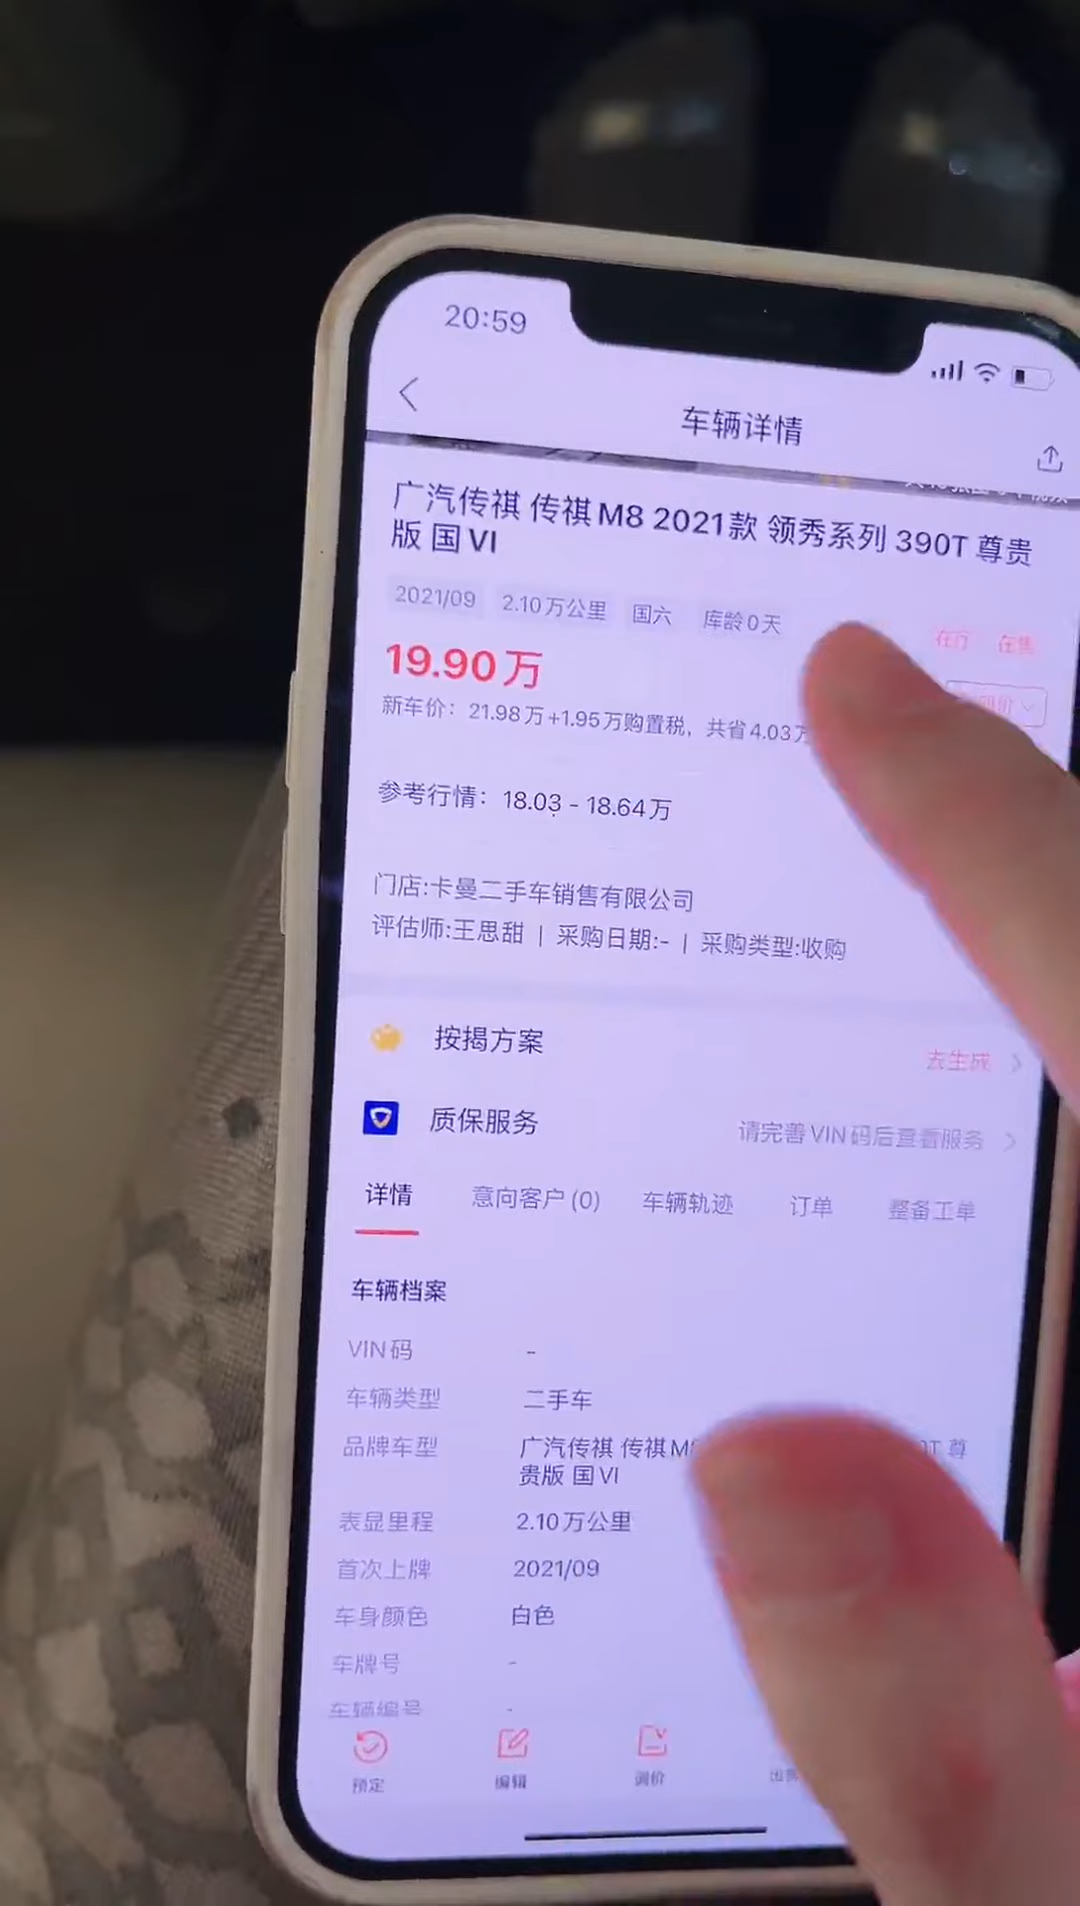 20:59
车辆详情
广汽传祺 传祺M8 2021款 领秀系列 390T 尊贵
版 国VI
2021/09 2.10万公里 国六 库龄0天
在厅 在售
19.90万
新车价：21.98万+1.95万购置税，共省4.03万
参考行情：18.03 - 18.64万
门店:卡曼二手车销售有限公司
评估师:王思甜 | 采购日期:- | 采购类型:收购
按揭方案 去生成
质保服务 请完善VIN码后查看服务
详情 意向客户(0) 车辆轨迹 订单 整备工单
车辆档案
VIN码 -
车辆类型 二手车
品牌车型 广汽传祺 传祺M 0T 尊
贵版 国VI
表显里程 2.10万公里
首次上牌 2021/09
车身颜色 白色
车牌号 -
车辆编号 -
预定 编辑 调价